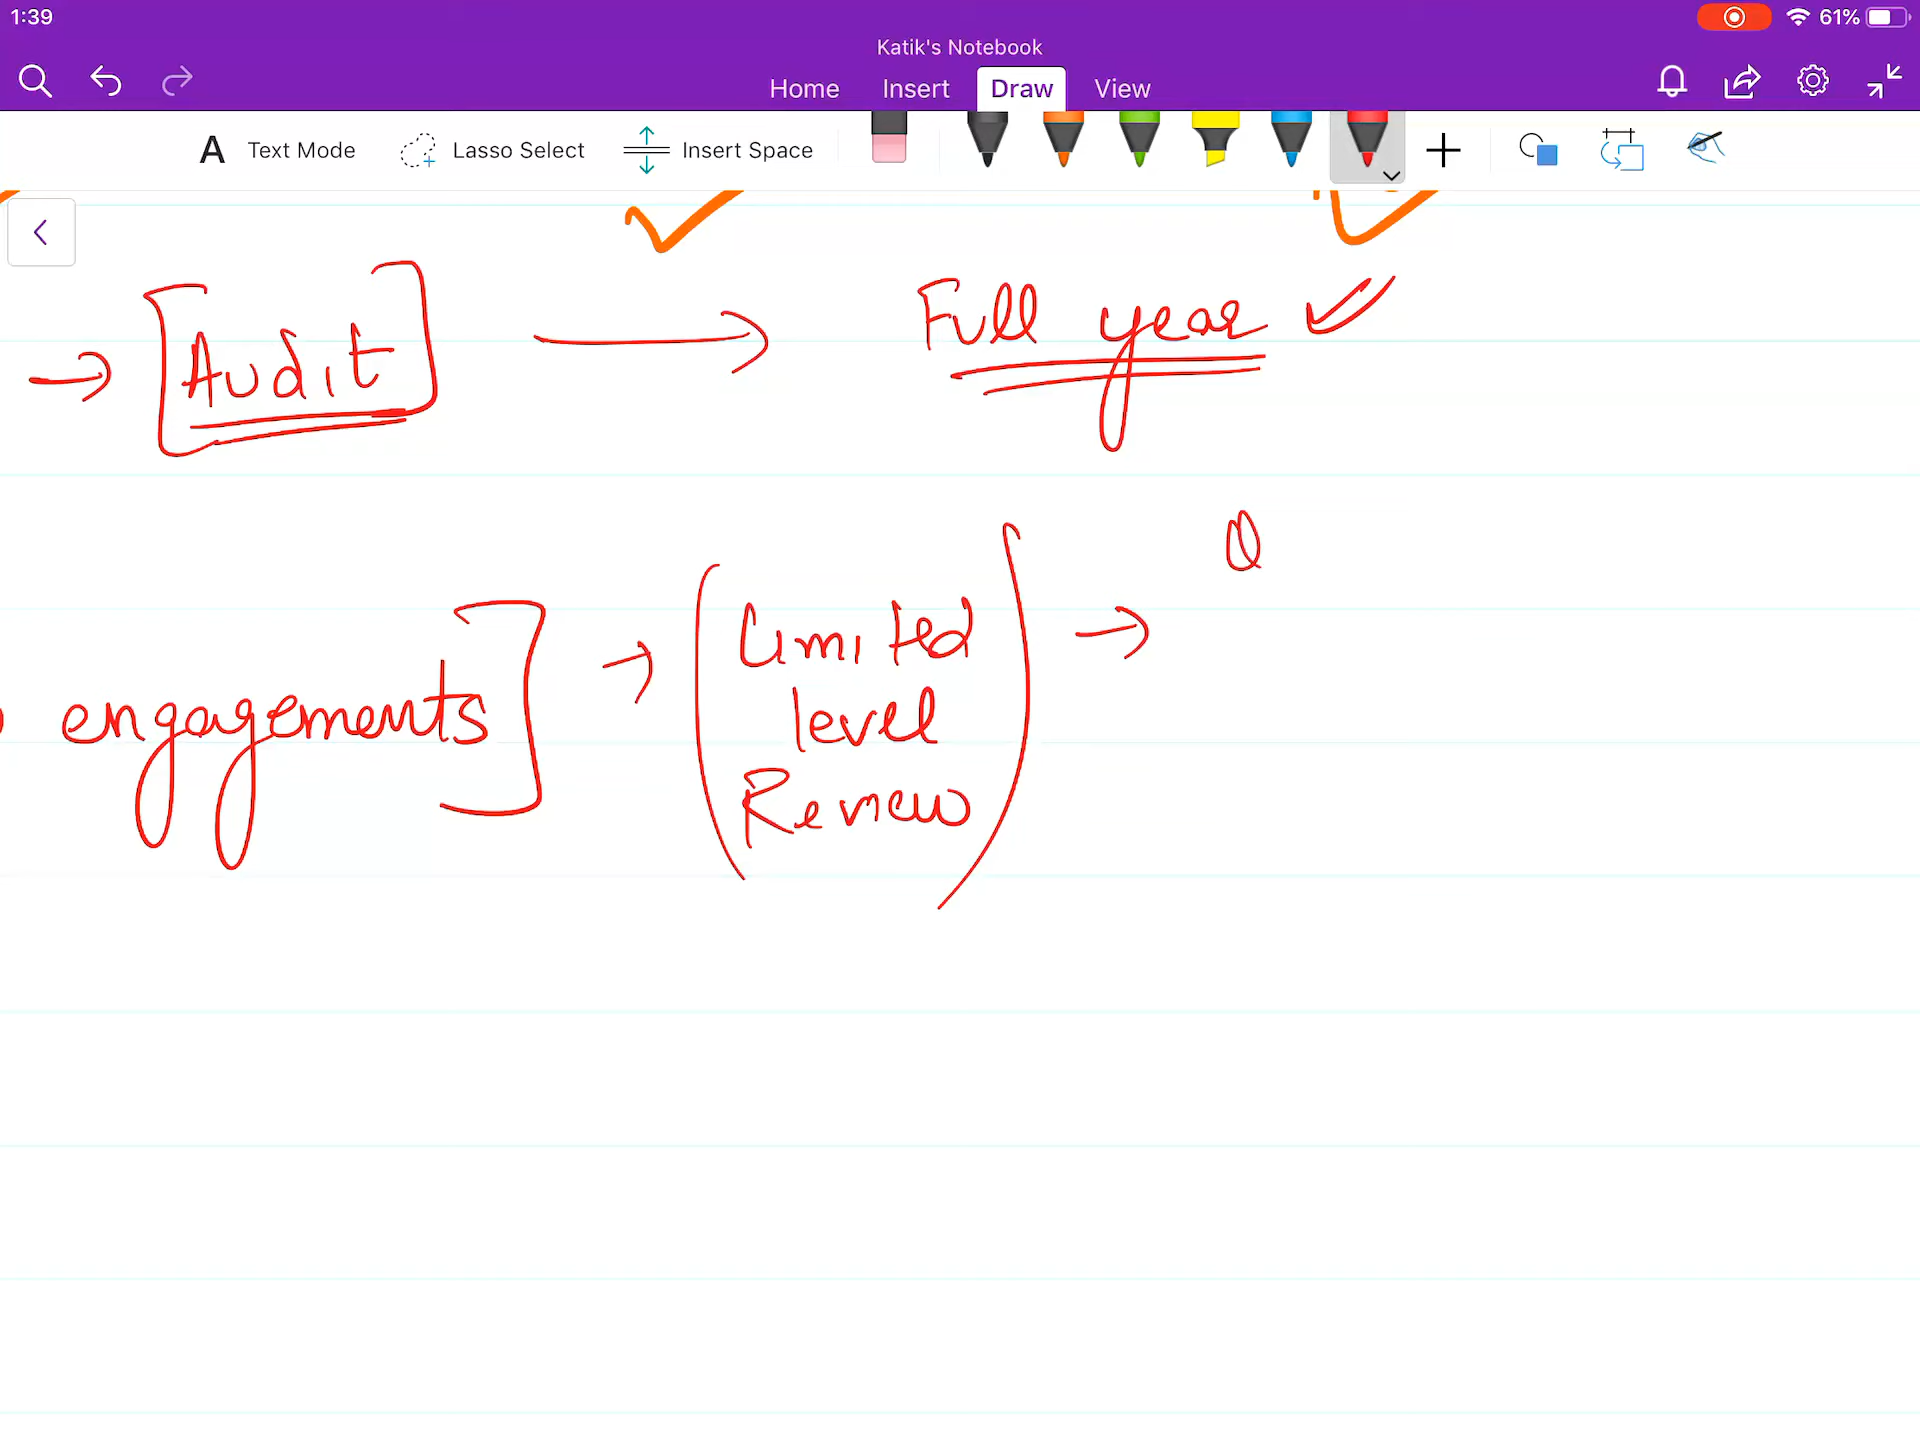 1:39
61%
Katik's Notebook
Home Insert Draw View
A Text Mode Lasso Select Insert Space
→ [Audit] → Full year ✓
Q
engagements] → (Limited → 
level
Review)